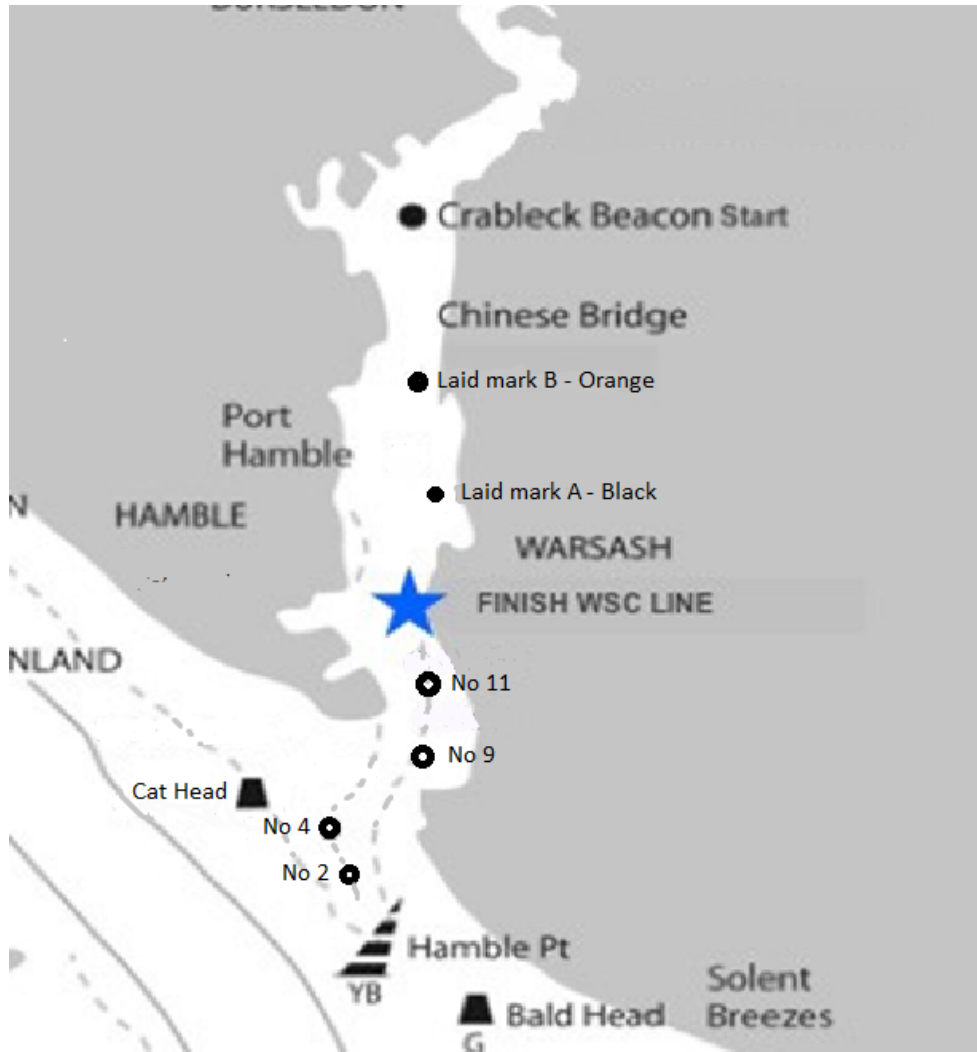 Crableck Beacon Start
Chinese Bridge
Laid mark B - Orange
Port
Hamble
Laid mark A - Black
HAMBLE
WARSASH
FINISH WSC LINE
NLAND
No 11
No 9
Cat Head
No 4
No 2
Hamble Pt
YB
Solent
Breezes
Bald Head
G